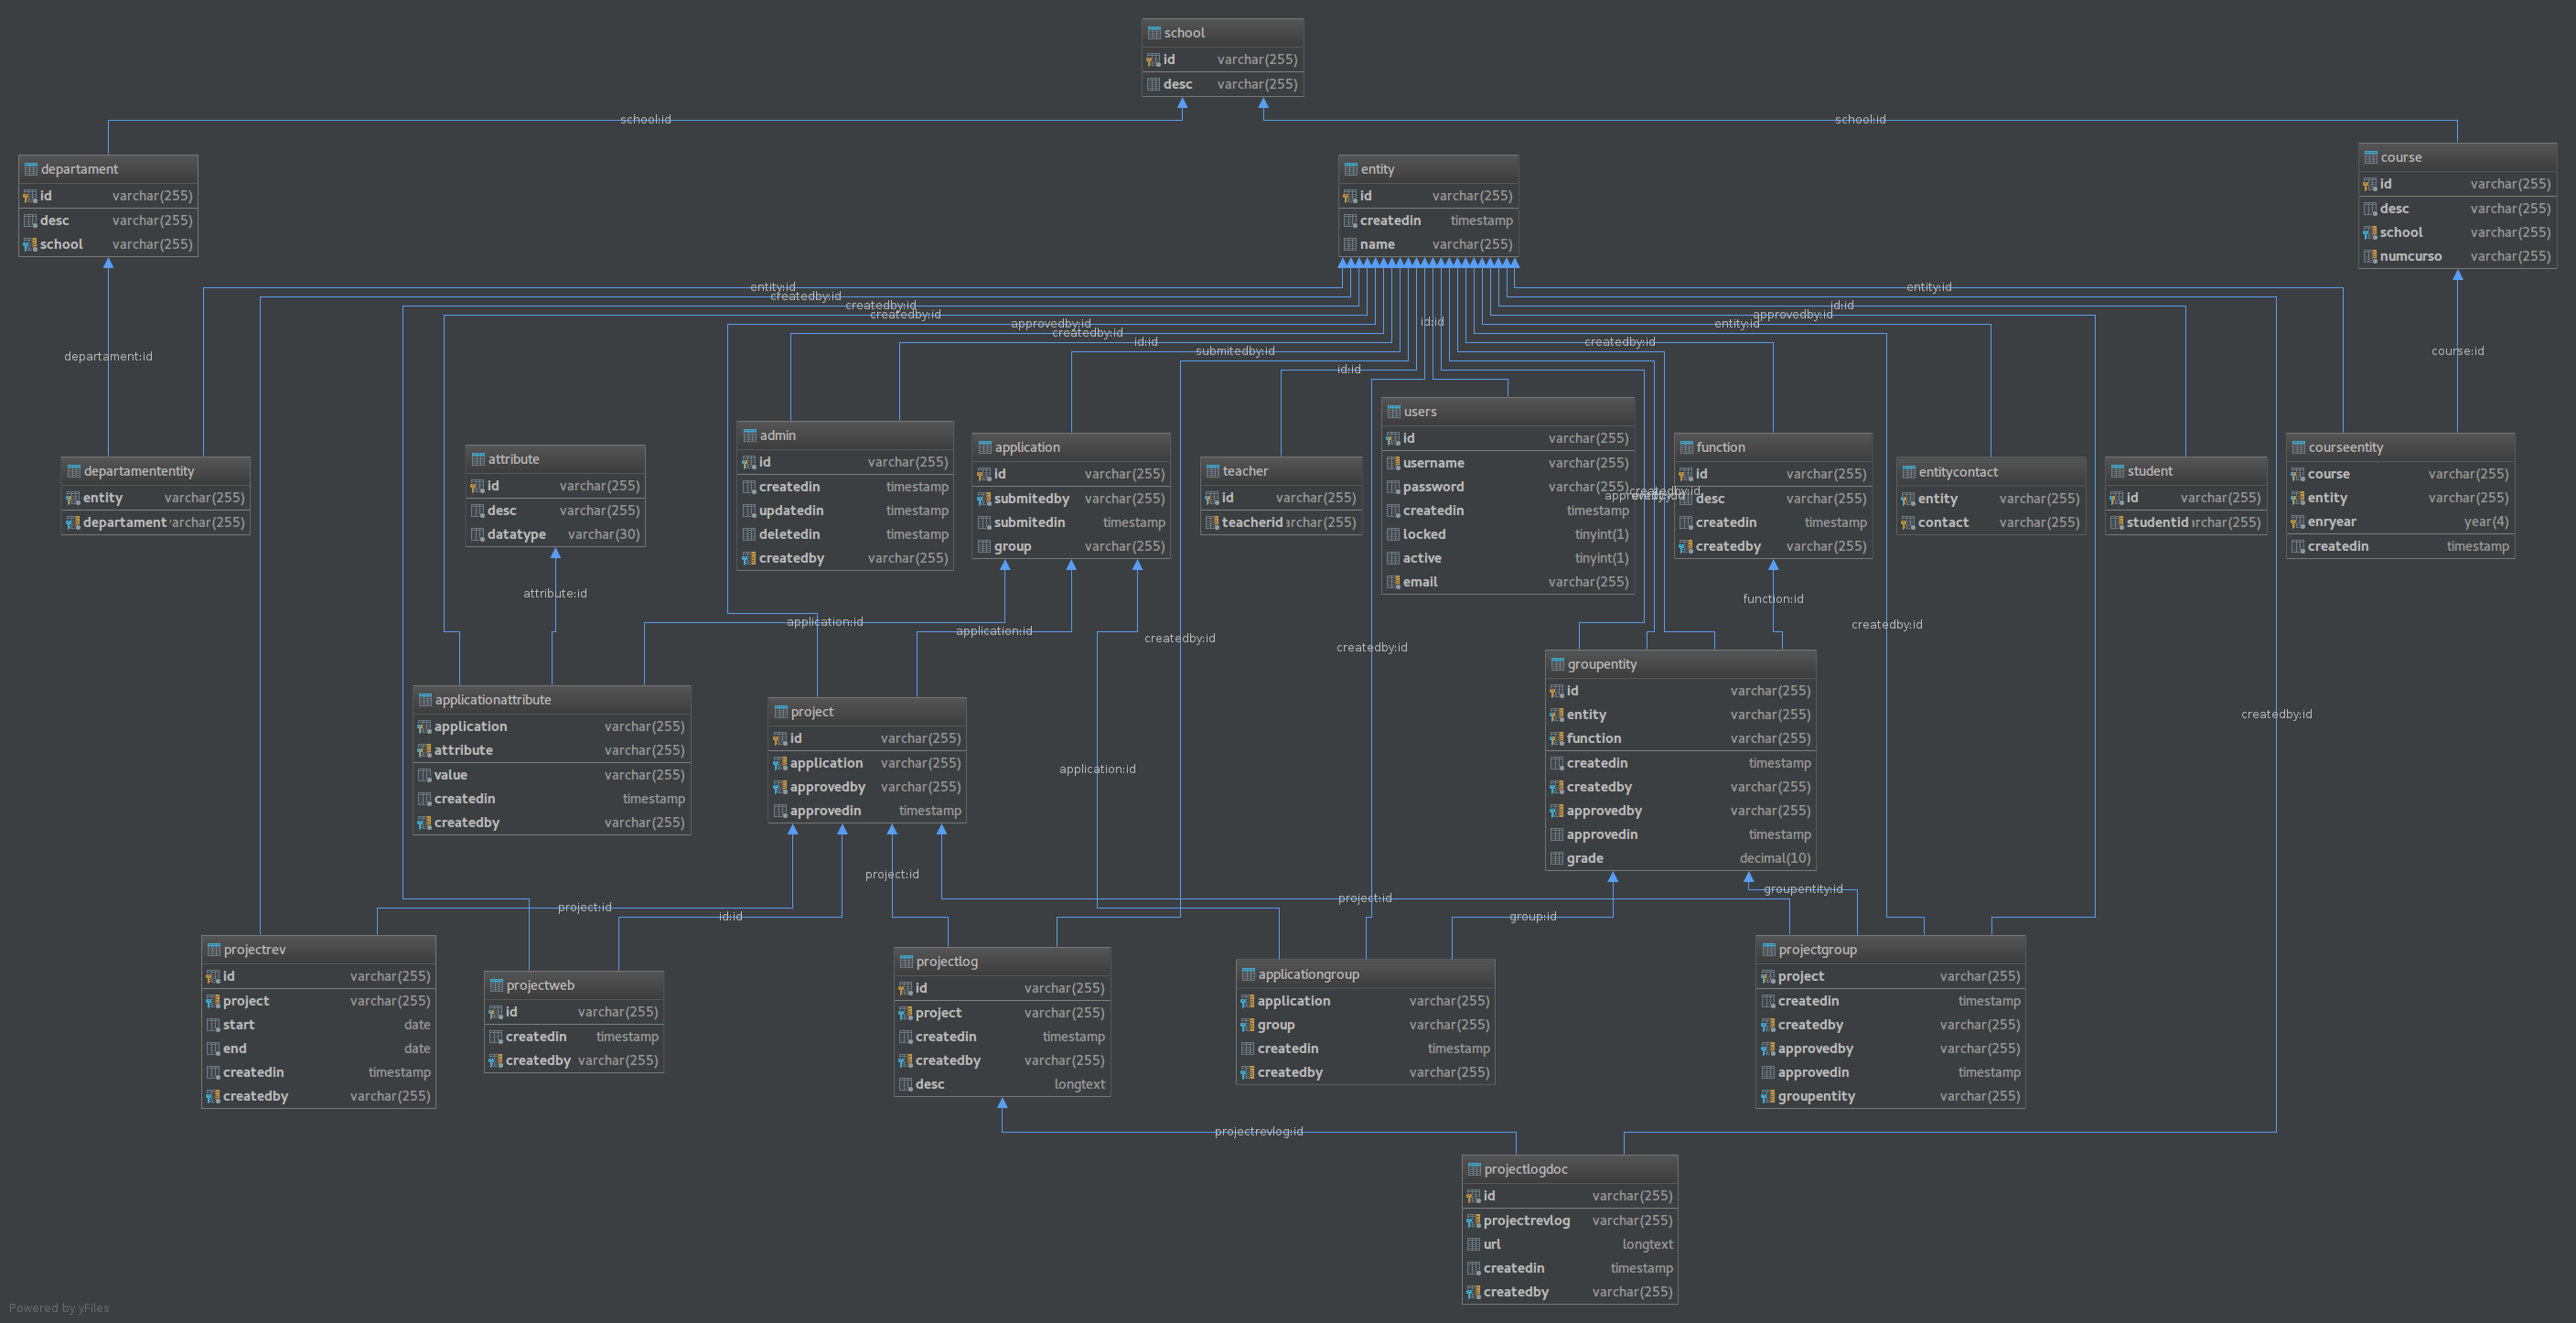 school
id varchar(255)
desc varchar(255)
school:id
school:id
departament
id varchar(255)
desc varchar(255)
school varchar(255)
entity
id varchar(255)
createdin timestamp
name varchar(255)
course
id varchar(255)
desc varchar(255)
school varchar(255)
numcurso varchar(255)
entity:id
createdby:id
createdby:id
createdby:id
approvedby:id
createdby:id
id:id
submitedby:id
id:id
id:id
entity:id
id:id
approvedby:id
entity:id
createdby:id
departament:id
course:id
departamententity
entity varchar(255)
departament varchar(255)
attribute
id varchar(255)
desc varchar(255)
datatype varchar(30)
admin
id varchar(255)
createdin timestamp
updatedin timestamp
deletedin timestamp
createdby varchar(255)
application
id varchar(255)
submitedby varchar(255)
submitedin timestamp
group varchar(255)
teacher
id varchar(255)
teacherid varchar(255)
users
id varchar(255)
username varchar(255)
password varchar(255)
createdin timestamp
locked tinyint(1)
active tinyint(1)
email varchar(255)
createdby:id
function
id varchar(255)
desc varchar(255)
createdin timestamp
createdby varchar(255)
entitycontact
entity varchar(255)
contact varchar(255)
student
id varchar(255)
studentid varchar(255)
courseentity
course varchar(255)
entity varchar(255)
enryear year(4)
createdin timestamp
attribute:id
application:id
application:id
createdby:id
createdby:id
function:id
createdby:id
application:id
createdby:id
applicationattribute
application varchar(255)
attribute varchar(255)
value varchar(255)
createdin timestamp
createdby varchar(255)
project
id varchar(255)
application varchar(255)
approvedby varchar(255)
approvedin timestamp
groupentity
id varchar(255)
entity varchar(255)
function varchar(255)
createdin timestamp
createdby varchar(255)
approvedby varchar(255)
approvedin timestamp
grade decimal(10)
project:id
project:id
id:id
project:id
group:id
groupentity:id
projectrev
id varchar(255)
project varchar(255)
start date
end date
createdin timestamp
createdby varchar(255)
projectweb
id varchar(255)
createdin timestamp
createdby varchar(255)
projectlog
id varchar(255)
project varchar(255)
createdin timestamp
createdby varchar(255)
desc longtext
applicationgroup
application varchar(255)
group varchar(255)
createdin timestamp
createdby varchar(255)
projectgroup
project varchar(255)
createdin timestamp
createdby varchar(255)
approvedby varchar(255)
approvedin timestamp
groupentity varchar(255)
projectrevlog:id
projectlogdoc
id varchar(255)
projectrevlog varchar(255)
url longtext
createdin timestamp
createdby varchar(255)
Powered by yFiles